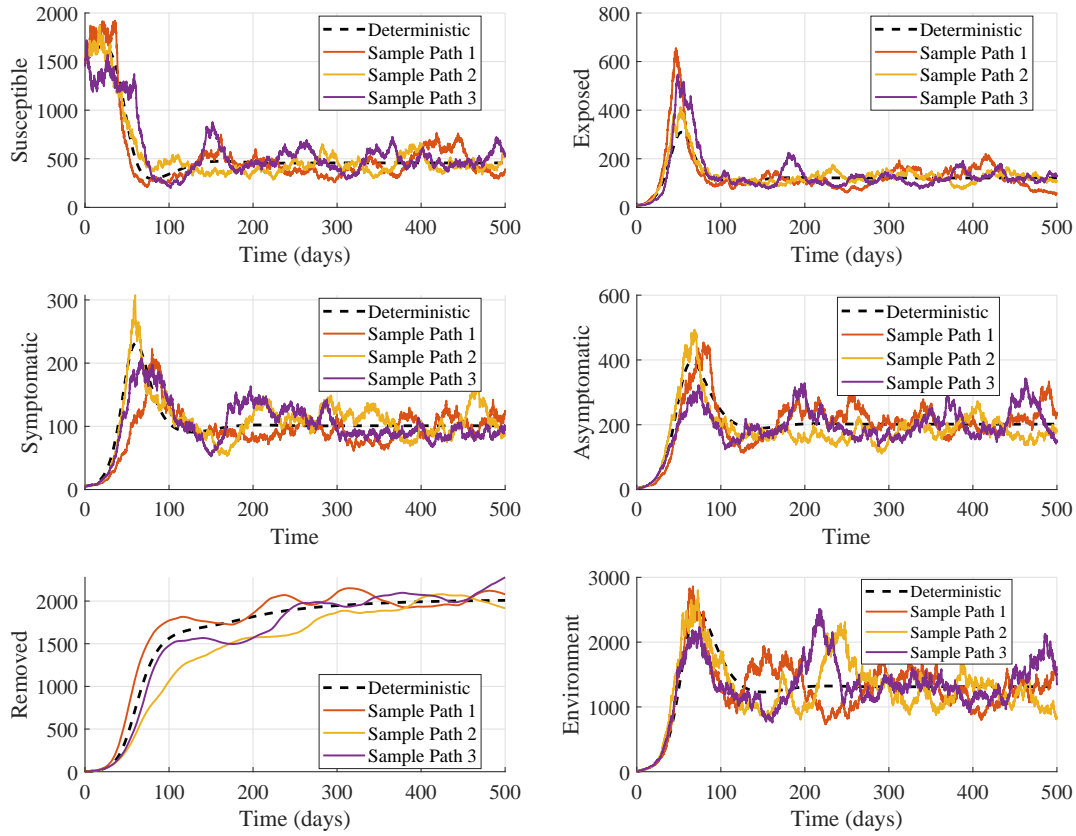 2000
1500
1000
500
0
Susceptible
0 100 200 300 400 500
Time (days)
Deterministic
Sample Path 1
Sample Path 2
Sample Path 3
800
600
400
200
0
Exposed
0 100 200 300 400 500
Time (days)
Deterministic
Sample Path 1
Sample Path 2
Sample Path 3
300
200
100
0
Symptomatic
0 100 200 300 400 500
Time
Deterministic
Sample Path 1
Sample Path 2
Sample Path 3
600
400
200
0
Asymptomatic
0 100 200 300 400 500
Time
Deterministic
Sample Path 1
Sample Path 2
Sample Path 3
2000
1500
1000
500
0
Removed
0 100 200 300 400 500
Time (days)
Deterministic
Sample Path 1
Sample Path 2
Sample Path 3
3000
2000
1000
0
Environment
0 100 200 300 400 500
Time (days)
Deterministic
Sample Path 1
Sample Path 2
Sample Path 3